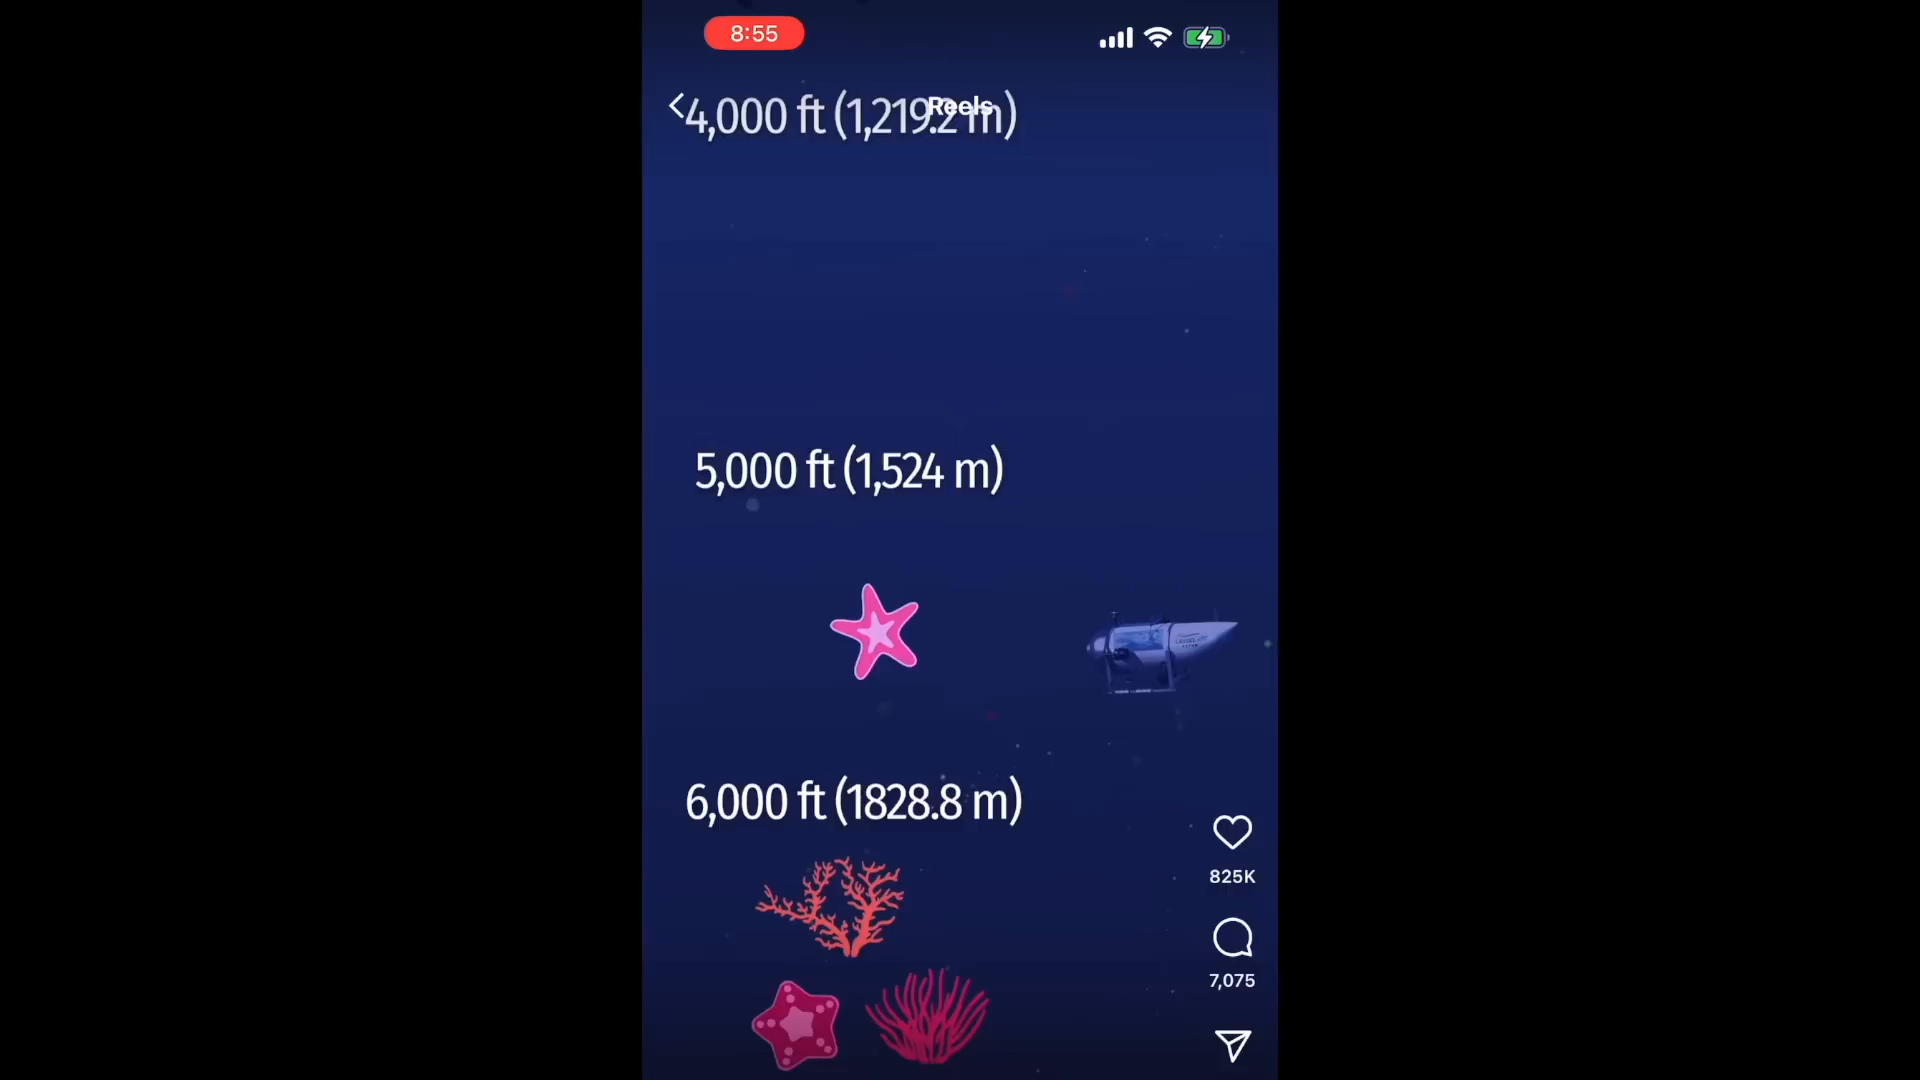 8:55
Reels
4,000 ft (1,219.2 m)
5,000 ft (1,524 m)
6,000 ft (1828.8 m)
825K
7,075